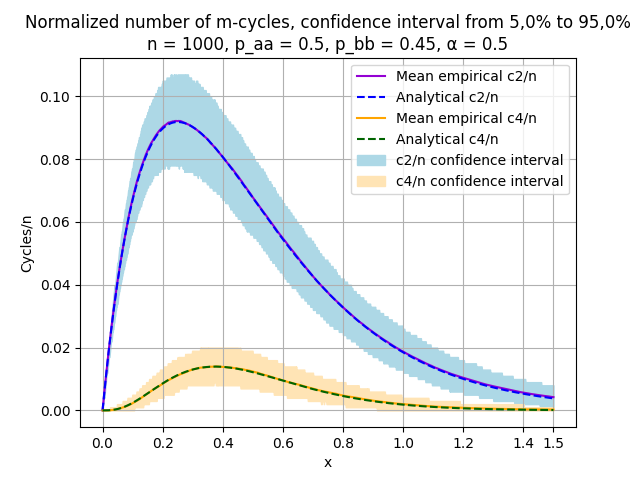 Normalized number of m-cycles, confidence interval from 5,0% to 95,0%
n = 1000, p_aa = 0.5, p_bb = 0.45, α = 0.5
Mean empirical c2/n
Analytical c2/n
Mean empirical c4/n
Analytical c4/n
c2/n confidence interval
c4/n confidence interval
Cycles/n
0.10
0.08
0.06
0.04
0.02
0.00
0.0 0.2 0.4 0.6 0.8 1.0 1.2 1.4 1.5
x